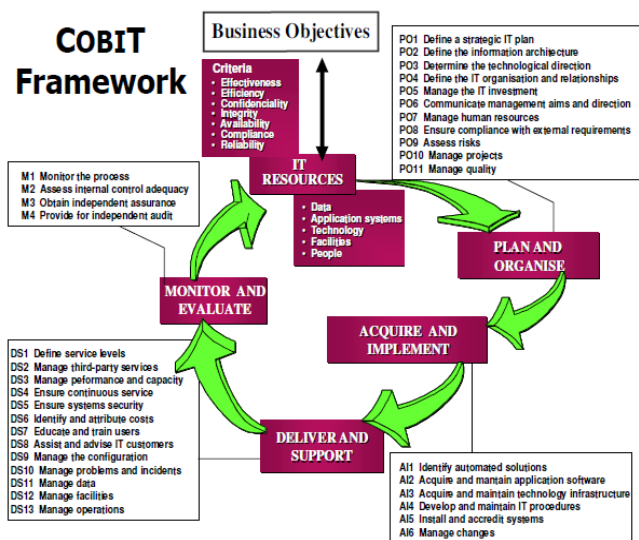 COBIT
Framework
Business Objectives
Criteria
• Effectiveness
• Efficiency
• Confidenciality
• Integrity
• Availability
• Compliance
• Reliability
IT
RESOURCES
• Data
• Application systems
• Technology
• Facilities
• People
PO1 Define a strategic IT plan
PO2 Define the information architecture
PO3 Determine the technological direction
PO4 Define the IT organisation and relationships
PO5 Manage the IT investment
PO6 Communicate management aims and direction
PO7 Manage human resources
PO8 Ensure compliance with external requirements
PO9 Assess risks
PO10 Manage projects
PO11 Manage quality
PLAN AND
ORGANISE
ACQUIRE AND
IMPLEMENT
AI1 Identify automated solutions
AI2 Acquire and mantain application software
AI3 Acquire and maintain technology infrastructure
AI4 Develop and maintain IT procedures
AI5 Install and accredit systems
AI6 Manage changes
DELIVER AND
SUPPORT
DS1 Define service levels
DS2 Manage third-party services
DS3 Manage peformance and capacity
DS4 Ensure continuous service
DS5 Ensure systems security
DS6 Identify and attribute costs
DS7 Educate and train users
DS8 Assist and advise IT customers
DS9 Manage the configuration
DS10 Manage problems and incidents
DS11 Manage data
DS12 Manage facilities
DS13 Manage operations
MONITOR AND
EVALUATE
M1 Monitor the process
M2 Assess internal control adequacy
M3 Obtain independent assurance
M4 Provide for independent audit